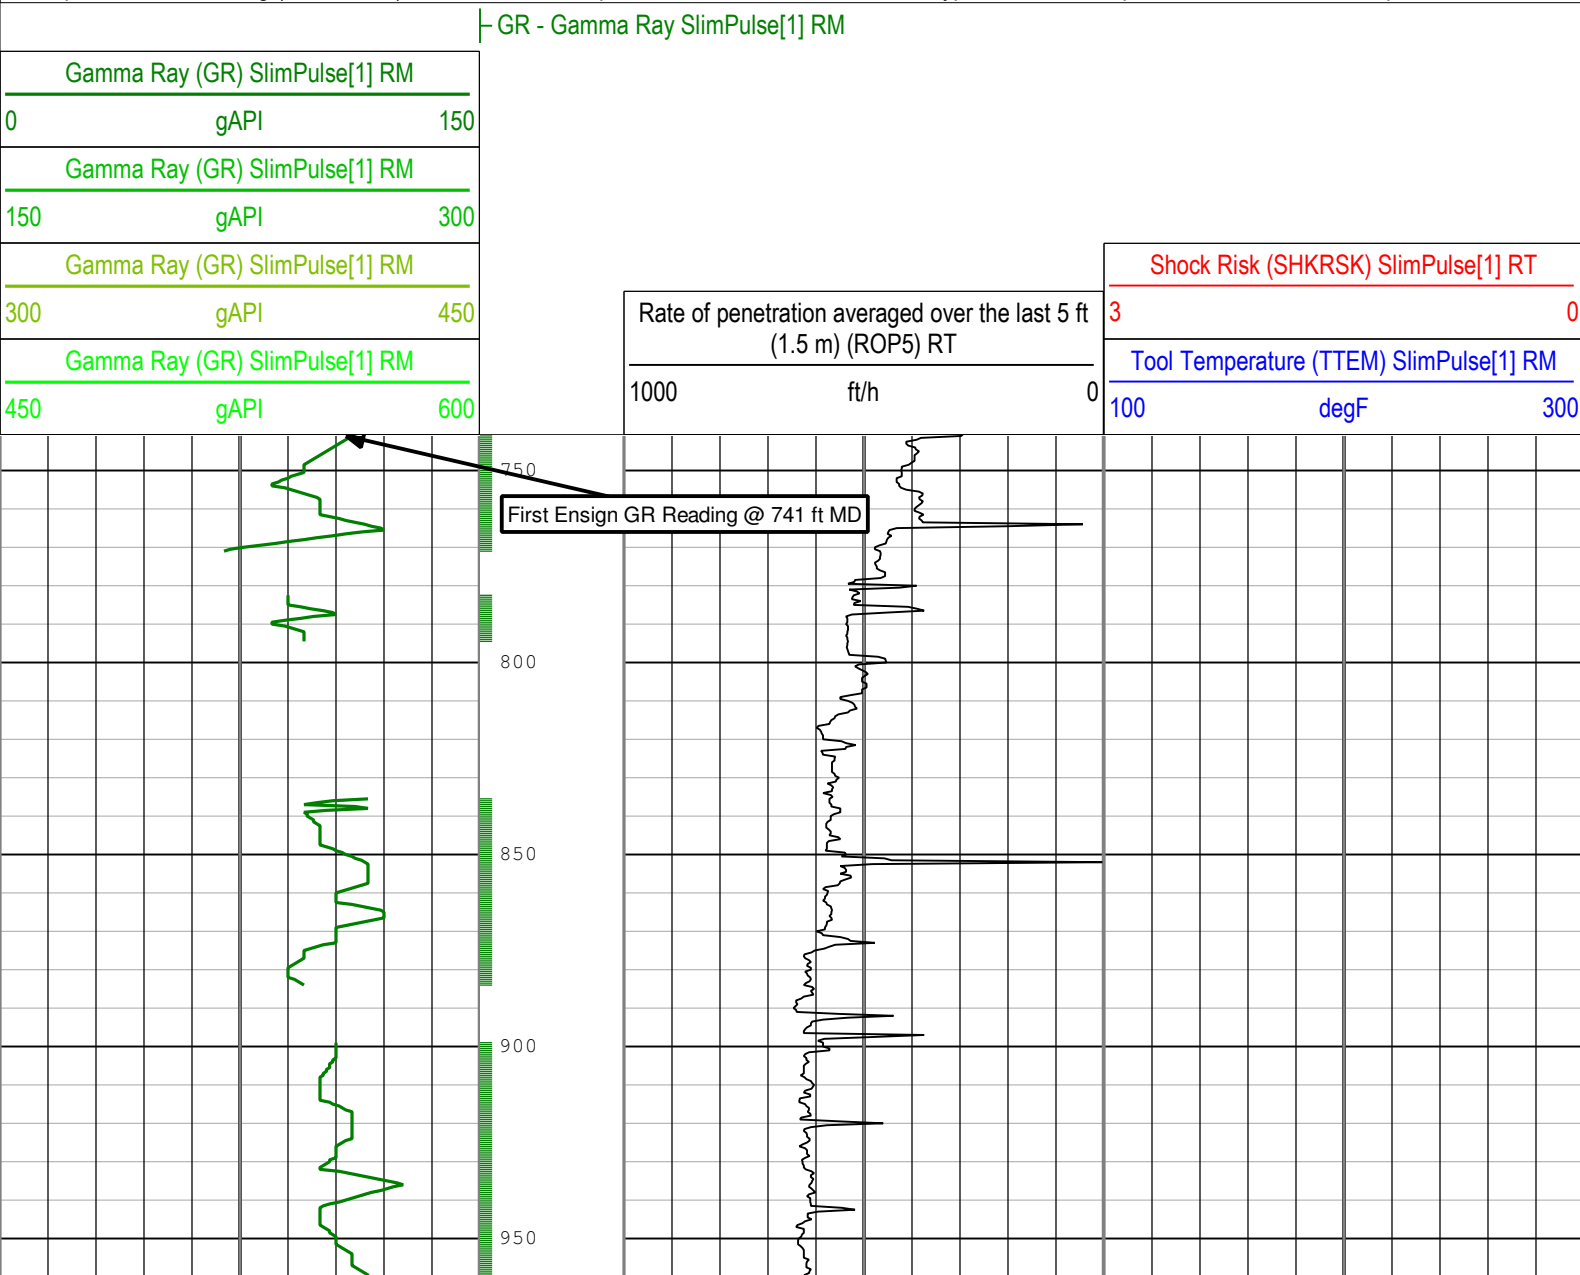 GR - Gamma Ray SlimPulse[1] RM
Gamma Ray (GR) SlimPulse[1] RM
0 gAPI 150
Gamma Ray (GR) SlimPulse[1] RM
150 gAPI 300
Gamma Ray (GR) SlimPulse[1] RM
300 gAPI 450
Gamma Ray (GR) SlimPulse[1] RM
450 gAPI 600
Rate of penetration averaged over the last 5 ft
(1.5 m) (ROP5) RT
1000 ft/h 0
Shock Risk (SHKRSK) SlimPulse[1] RT
3 0
Tool Temperature (TTEM) SlimPulse[1] RM
100 degF 300
750
First Ensign GR Reading @ 741 ft MD
800
850
900
950